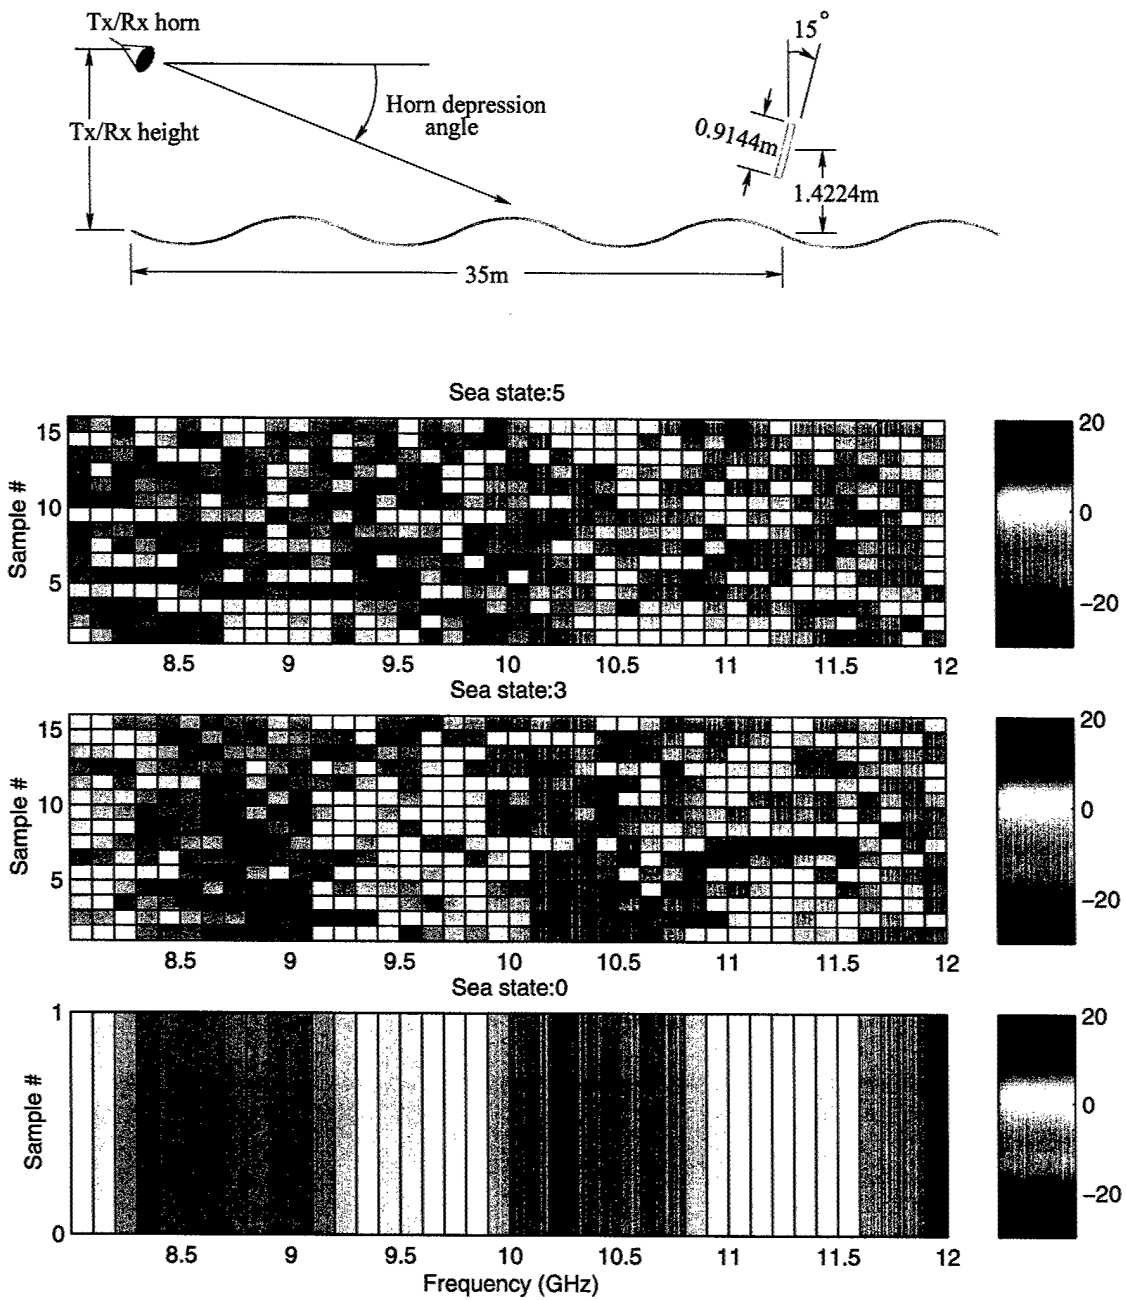 Tx/Rx horn
15°
Horn depression
angle
Tx/Rx height
0.9144m
1.4224m
35m
Sea state:5
Sample #
15
10
5
8.5 9 9.5 10 10.5 11 11.5 12
20
0
−20
Sea state:3
Sample #
15
10
5
8.5 9 9.5 10 10.5 11 11.5 12
20
0
−20
Sea state:0
Sample #
1
0
8.5 9 9.5 10 10.5 11 11.5 12
Frequency (GHz)
20
0
−20